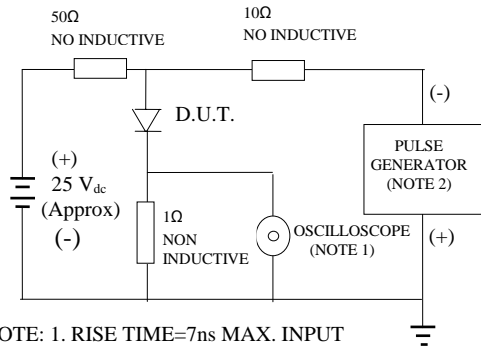 50Ω
NO INDUCTIVE
10Ω
NO INDUCTIVE
(-)
D.U.T.
PULSE
GENERATOR
(NOTE 2)
(+)
25 Vdc
(Approx)
(-)
1Ω
NON
INDUCTIVE
OSCILLOSCOPE
(NOTE 1)
(+)
OTE: 1. RISE TIME=7ns MAX. INPUT